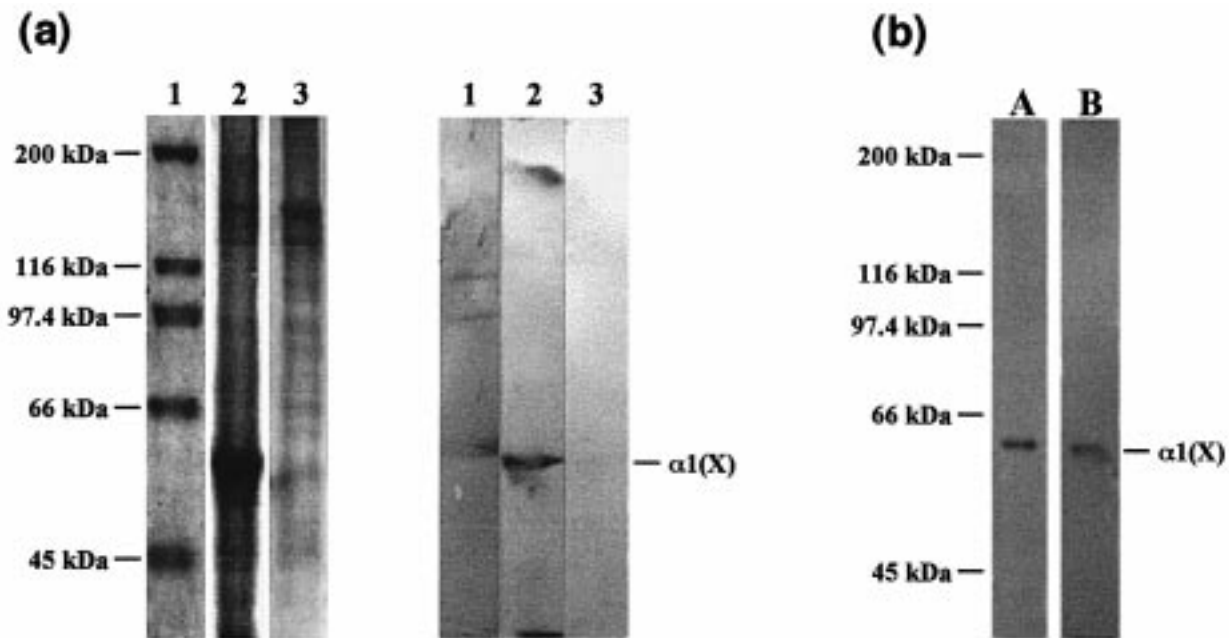 (a)
(b)
1 2 3
1 2 3
A B
200 kDa
116 kDa
97.4 kDa
66 kDa
45 kDa
α1(X)
200 kDa
116 kDa
97.4 kDa
66 kDa
45 kDa
α1(X)